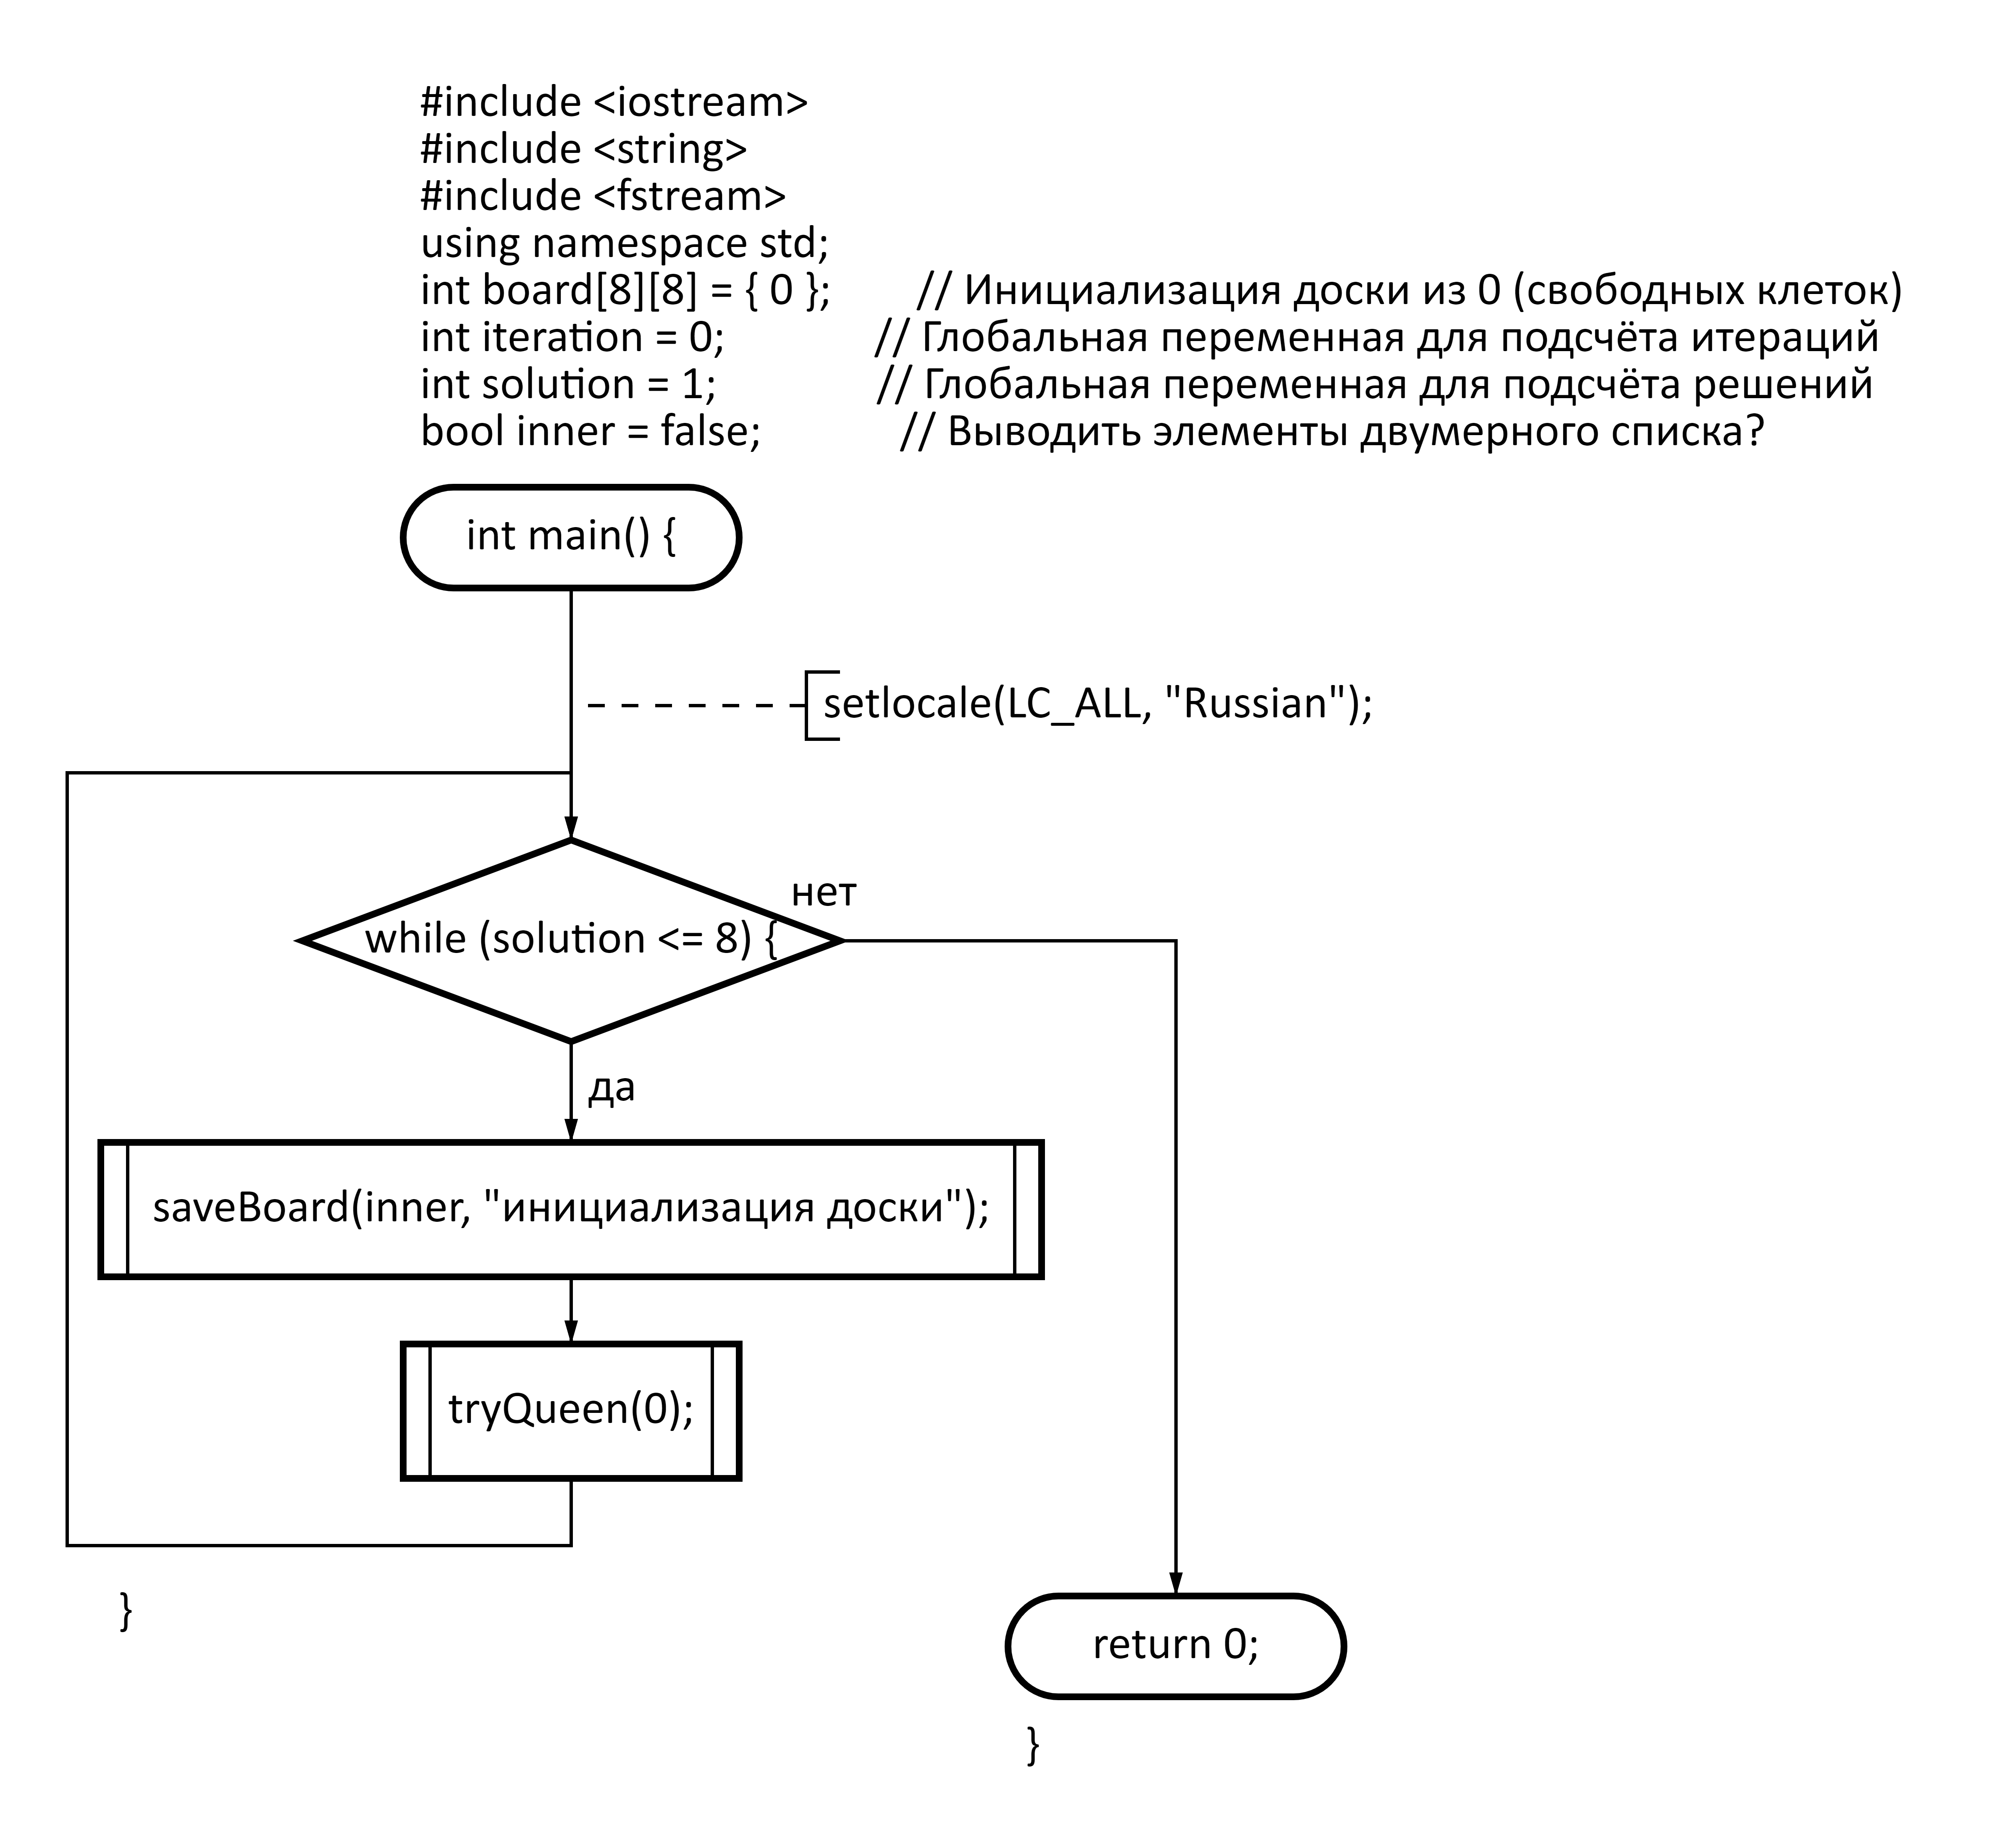 #include <iostream>
#include <string>
#include <fstream>
using namespace std;
int board[8][8] = { 0 }; // Инициализация доски из 0 (свободных клеток)
int iteration = 0; // Глобальная переменная для подсчёта итераций
int solution = 1; // Глобальная переменная для подсчёта решений
bool inner = false; // Выводить элементы двумерного списка?
int main() {
setlocale(LC_ALL, "Russian");
нет
while (solution <= 8) {
да
saveBoard(inner, "инициализация доски");
tryQueen(0);
}
return 0;
}